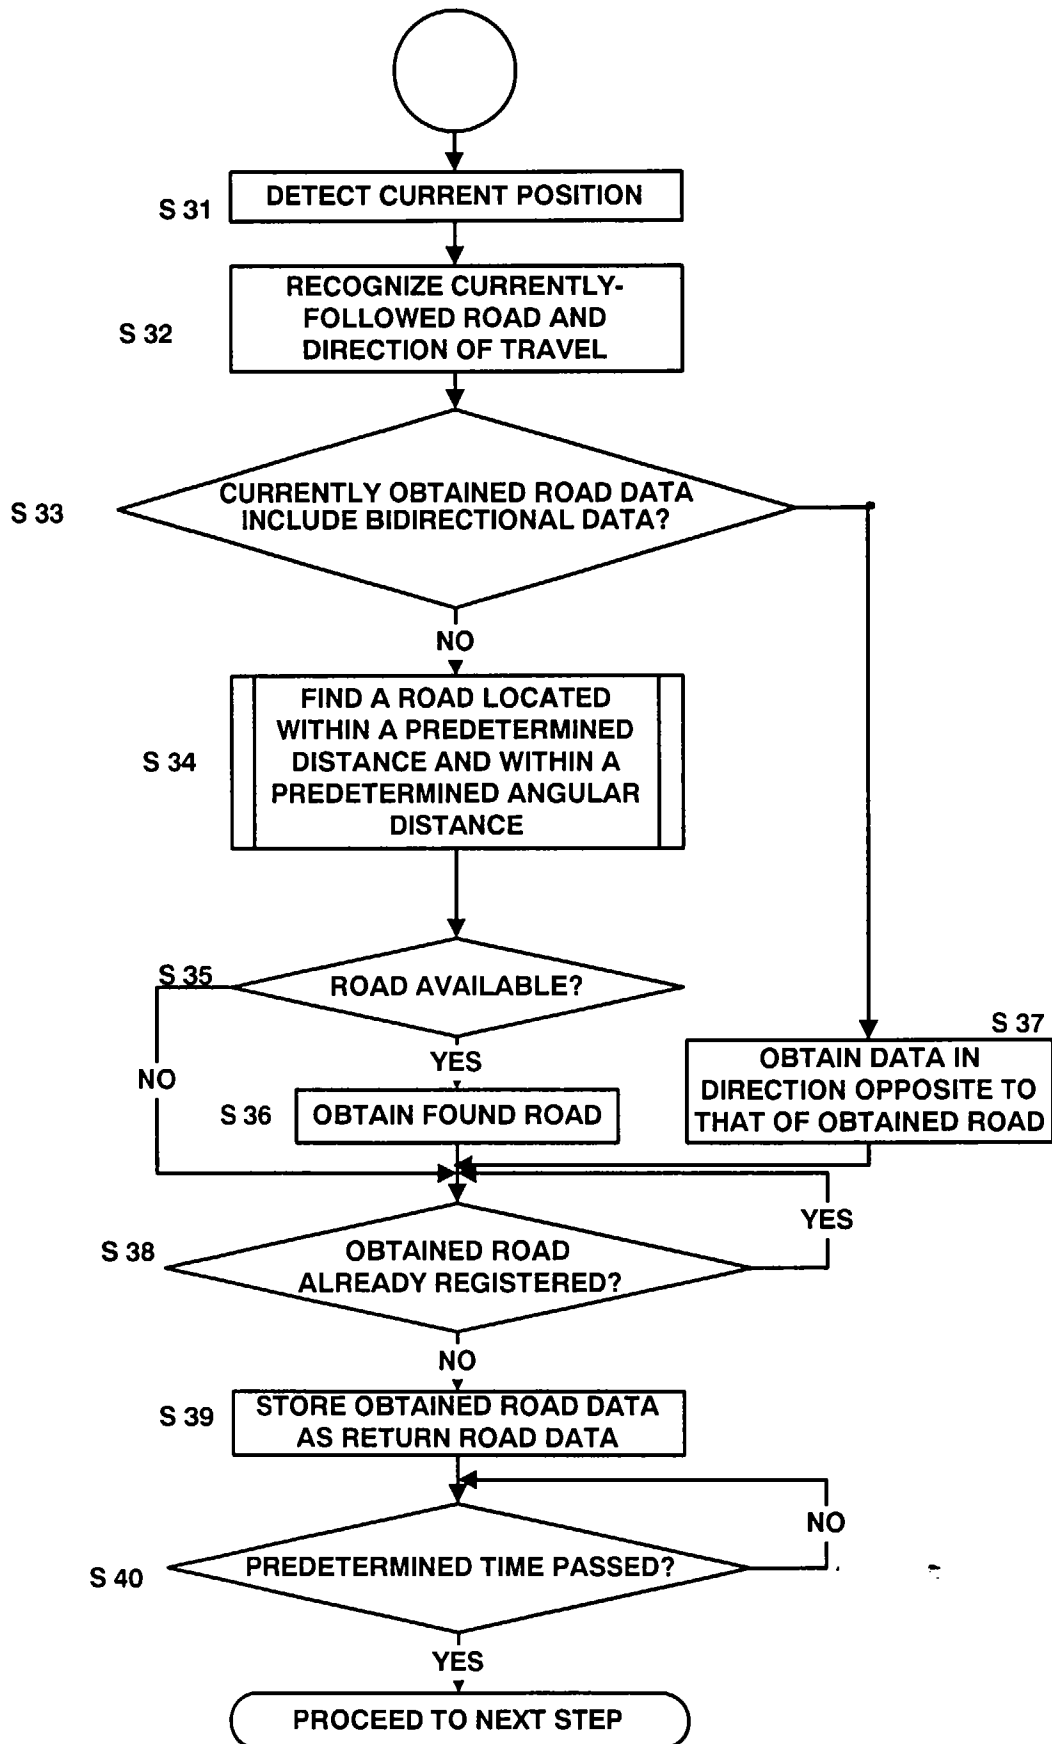 S 31
DETECT CURRENT POSITION
S 32
RECOGNIZE CURRENTLY-
FOLLOWED ROAD AND
DIRECTION OF TRAVEL
S 33
CURRENTLY OBTAINED ROAD DATA
INCLUDE BIDIRECTIONAL DATA?
NO
S 34
FIND A ROAD LOCATED
WITHIN A PREDETERMINED
DISTANCE AND WITHIN A
PREDETERMINED ANGULAR
DISTANCE
S 35
ROAD AVAILABLE?
NO
YES
S 36
OBTAIN FOUND ROAD
S 37
OBTAIN DATA IN
DIRECTION OPPOSITE TO
THAT OF OBTAINED ROAD
YES
S 38
OBTAINED ROAD
ALREADY REGISTERED?
NO
S 39
STORE OBTAINED ROAD DATA
AS RETURN ROAD DATA
NO
S 40
PREDETERMINED TIME PASSED?
YES
PROCEED TO NEXT STEP